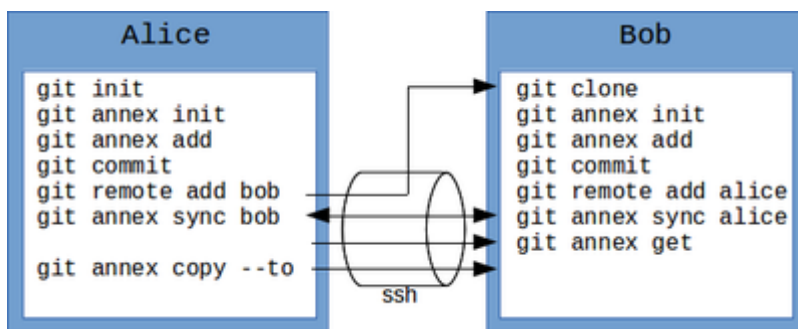 Alice
git init
git annex init
git annex add
git commit
git remote add bob
git annex sync bob
git annex copy --to
ssh
Bob
git clone
git annex init
git annex add
git commit
git remote add alice
git annex sync alice
git annex get